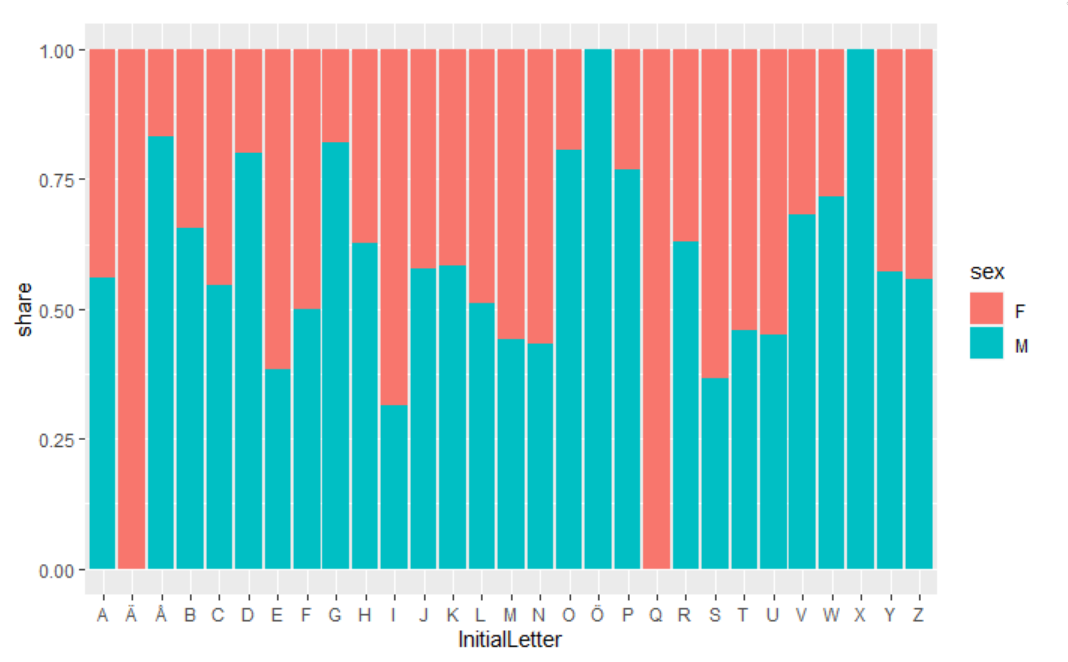 1.00
0.75
0.50
0.25
0.00
share
A Ä Å B C D E F G H I J K L M N O Ö P Q R S T U V W X Y Z
InitialLetter
sex
F
M